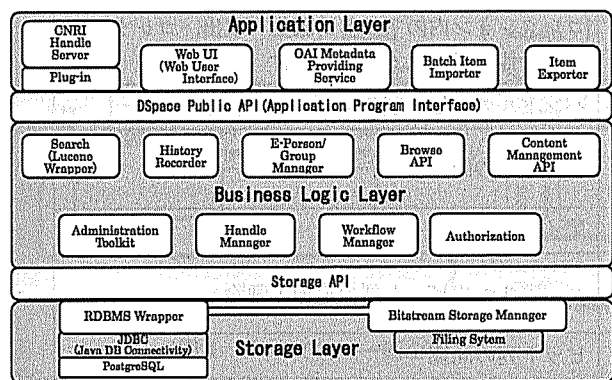 Application Layer
CNRI
Handle
Server
Plug-in
Web UI
(Web User
Interface)
OAI Metadata
Providing
Service
Batch Item
Importer
Item
Exporter
DSpace Public API(Application Program Interface)
Search
(Lucene
Wrapper)
History
Recorder
E-Person/
Group
Manager
Browse
API
Content
Management
API
Business Logic Layer
Administration
Toolkit
Handle
Manager
Workflow
Manager
Authorization
Storage API
RDBMS Wrapper
Bitstream Storage Manager
JDBC
(Java DB Connectivity)
PostgreSQL
Filing Sytem
Storage Layer